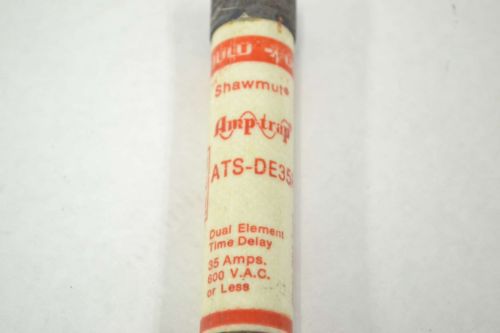 Shawmut®
Amp-trap
ATS-DE35
Dual Element
Time Delay
35 Amps.
600 V.A.C.
or Less